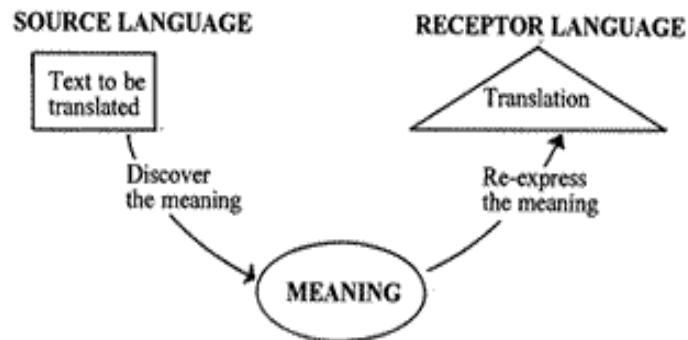 SOURCE LANGUAGE
RECEPTOR LANGUAGE
Text to be
translated
Translation
Discover
the meaning
Re-express
the meaning
MEANING